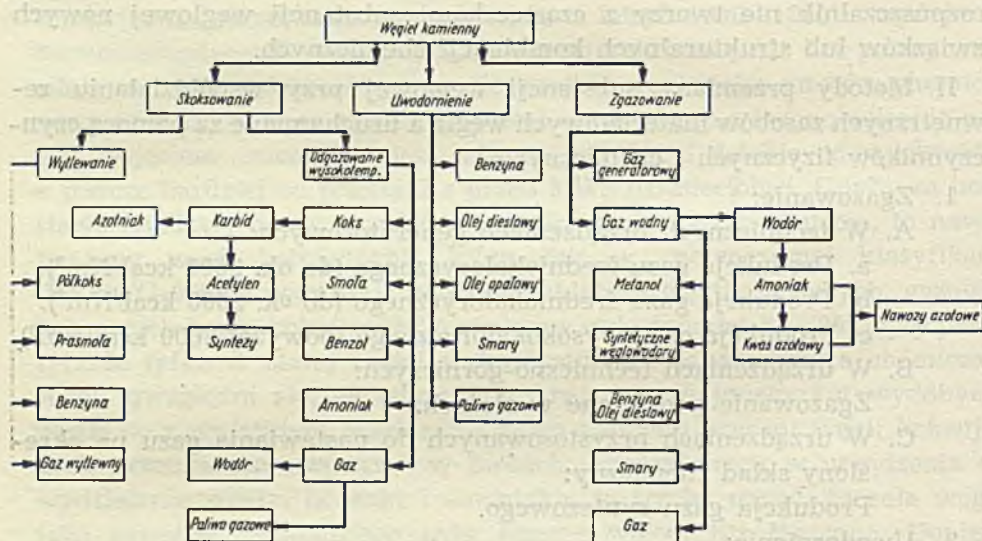 Węgiel kamienny
Skoksowanie
Uwodornienie
Zgazowanie
Wytlewanie
Odgazowanie
wysokotemp.
Benzyna
Gaz
generatorowy
Azotniak
Karbid
Koks
Olej dieslowy
Gaz wodny
Wodór
Półkoks
Acetylen
Smoła
Olej opałowy
Metanol
Amoniak
Nawozy azotowe
Prasmoła
Syntezy
Benzol
Smary
Syntetyczne
węglowodory
Kwas azotowy
Benzyna
Amoniak
Paliwa gazowe
Benzyna
Olej dieslowy
Gaz wytlewny
Wodór
Gaz
Smary
Paliwa gazowe
Gaz